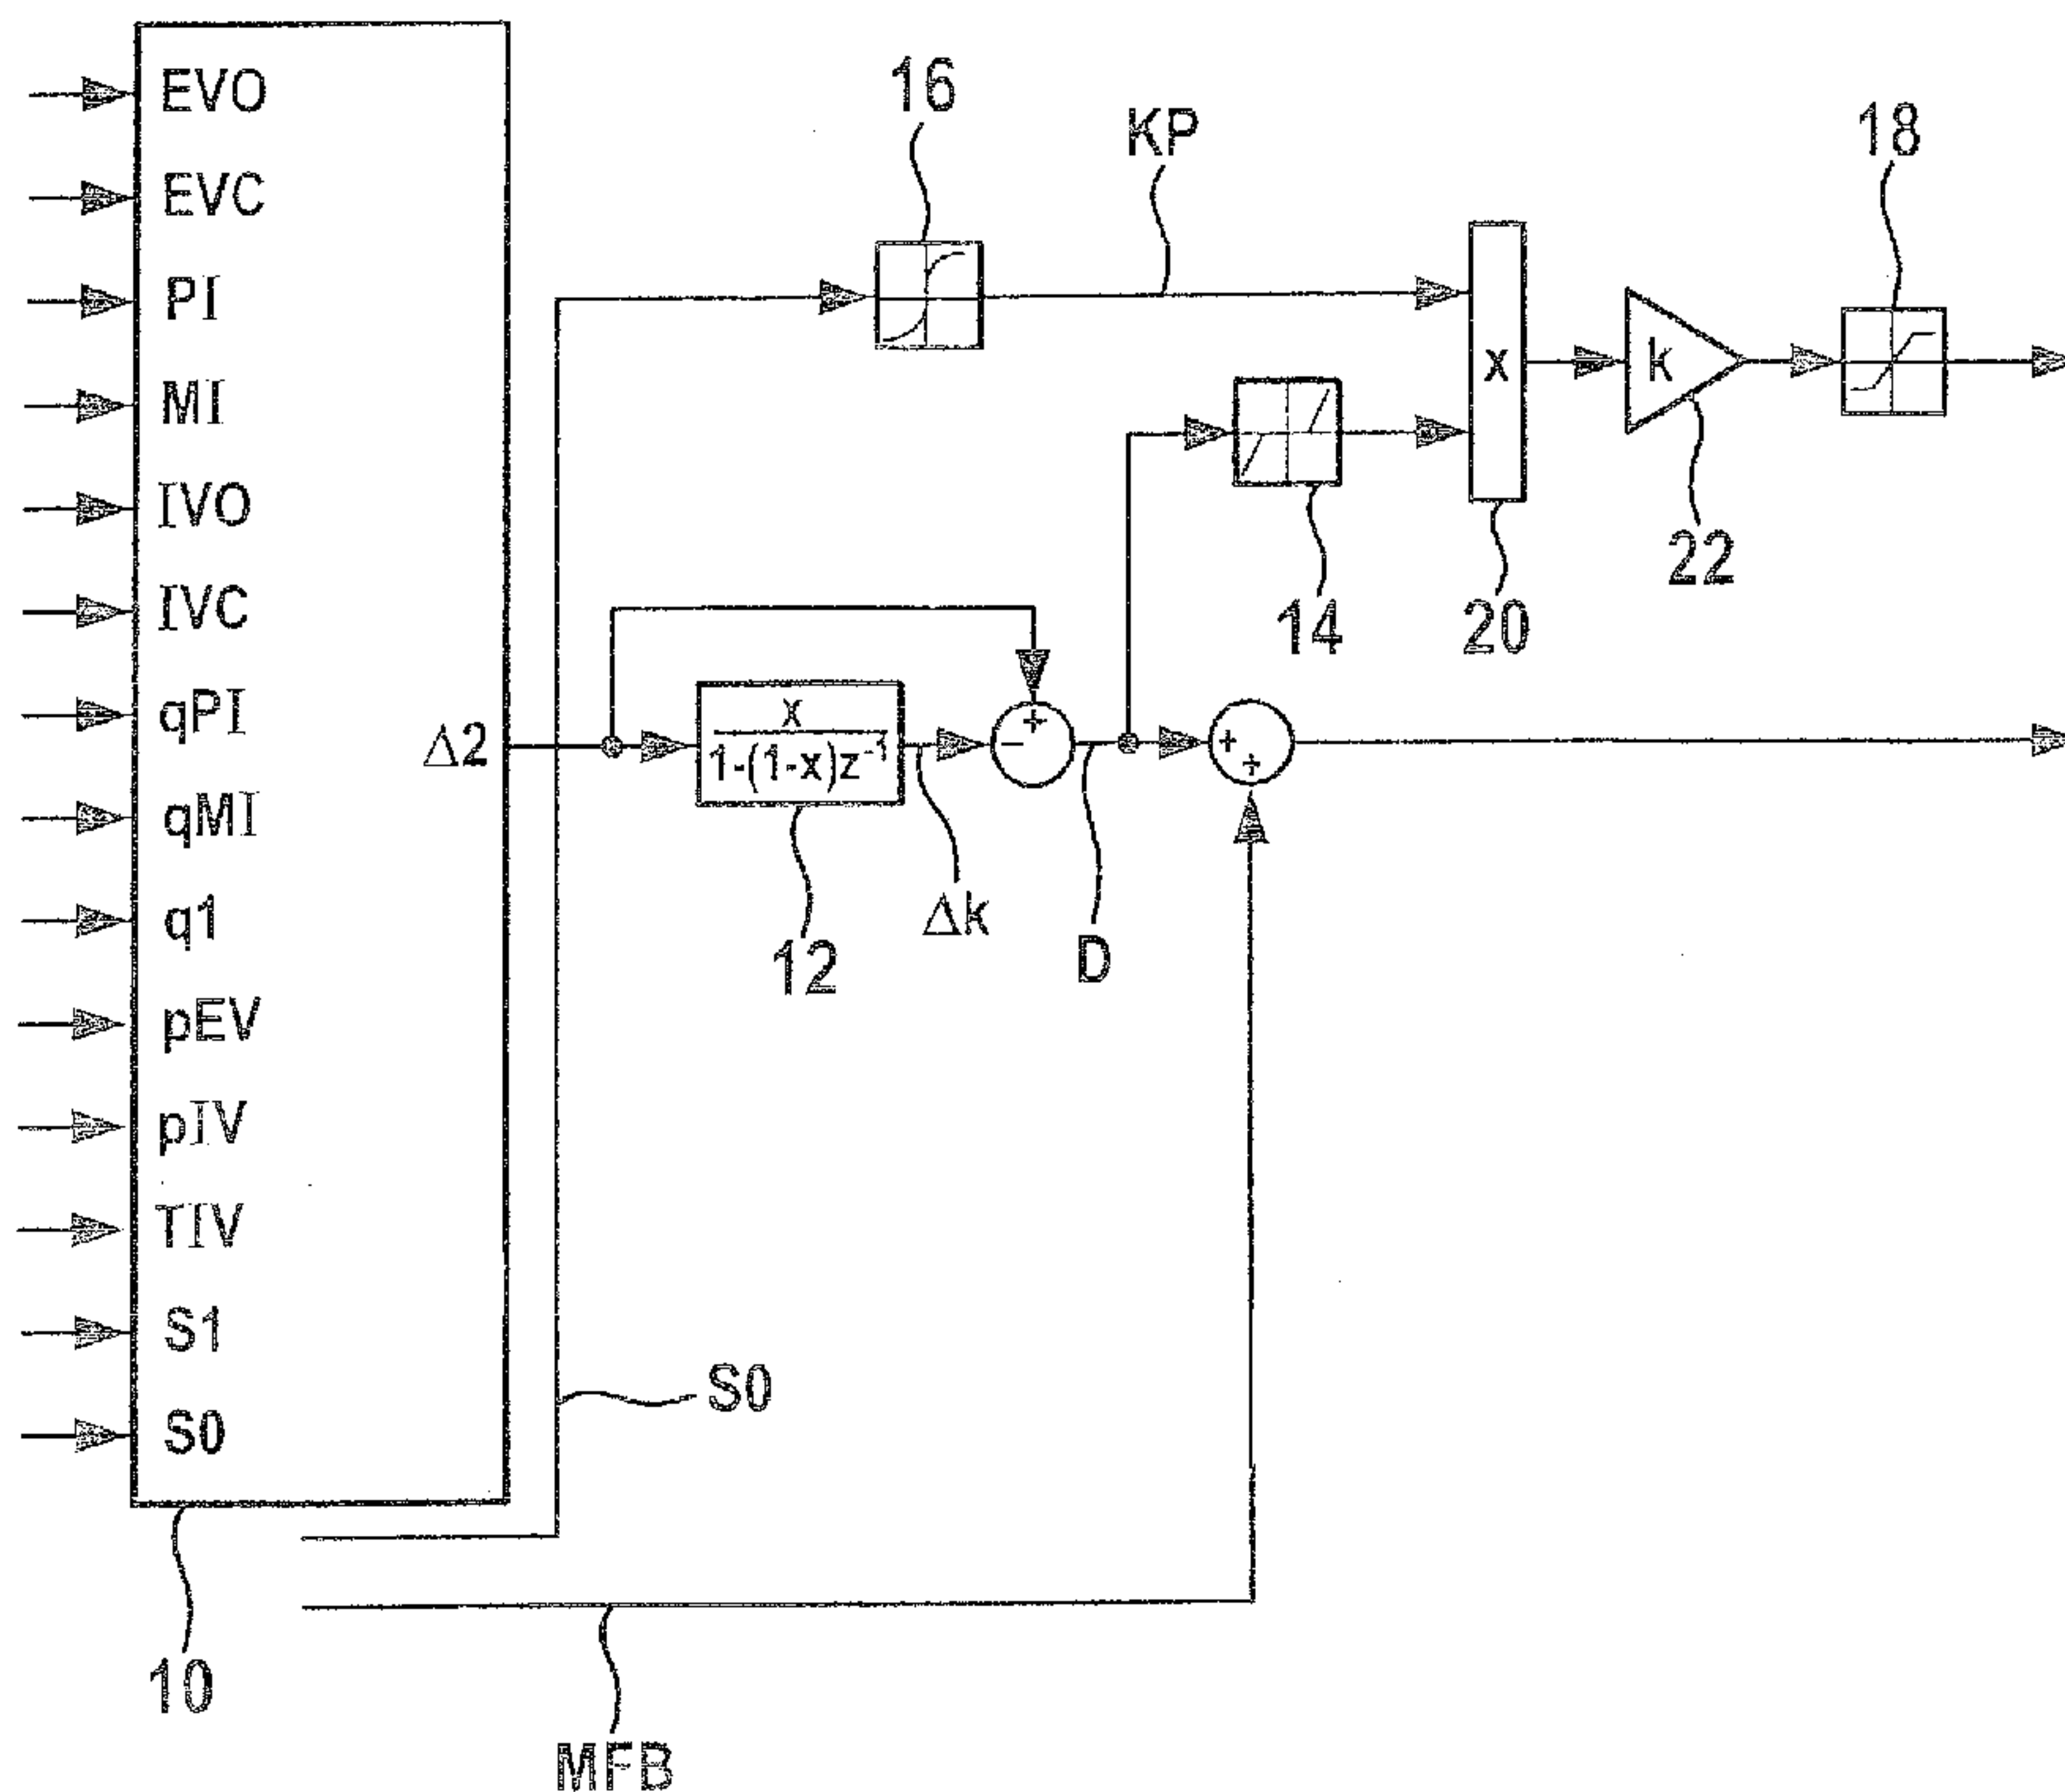 EVO
EVC
PI
MI
IVO
IVC
qPI
qMI
q1
pEV
pIV
TIV
S1
S0
10
Δ2
16
KP
18
x
k
22
14
20
x
1-(1-x)z⁻¹
12
Δk
+
-
D
+
+
S0
MFB